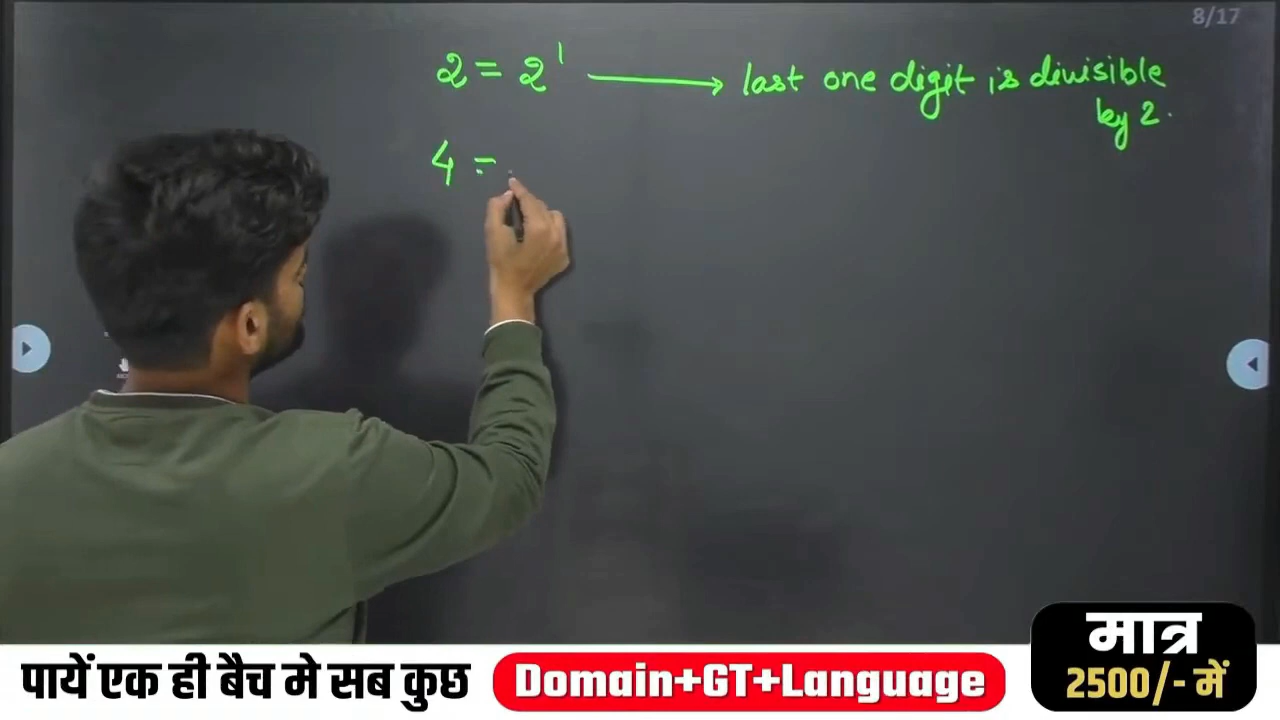 8/17
2 = 2¹ → last one digit is divisible
by 2.
4 =
पायें एक ही बैच मे सब कुछ
Domain+GT+Language
मात्र
2500/- में